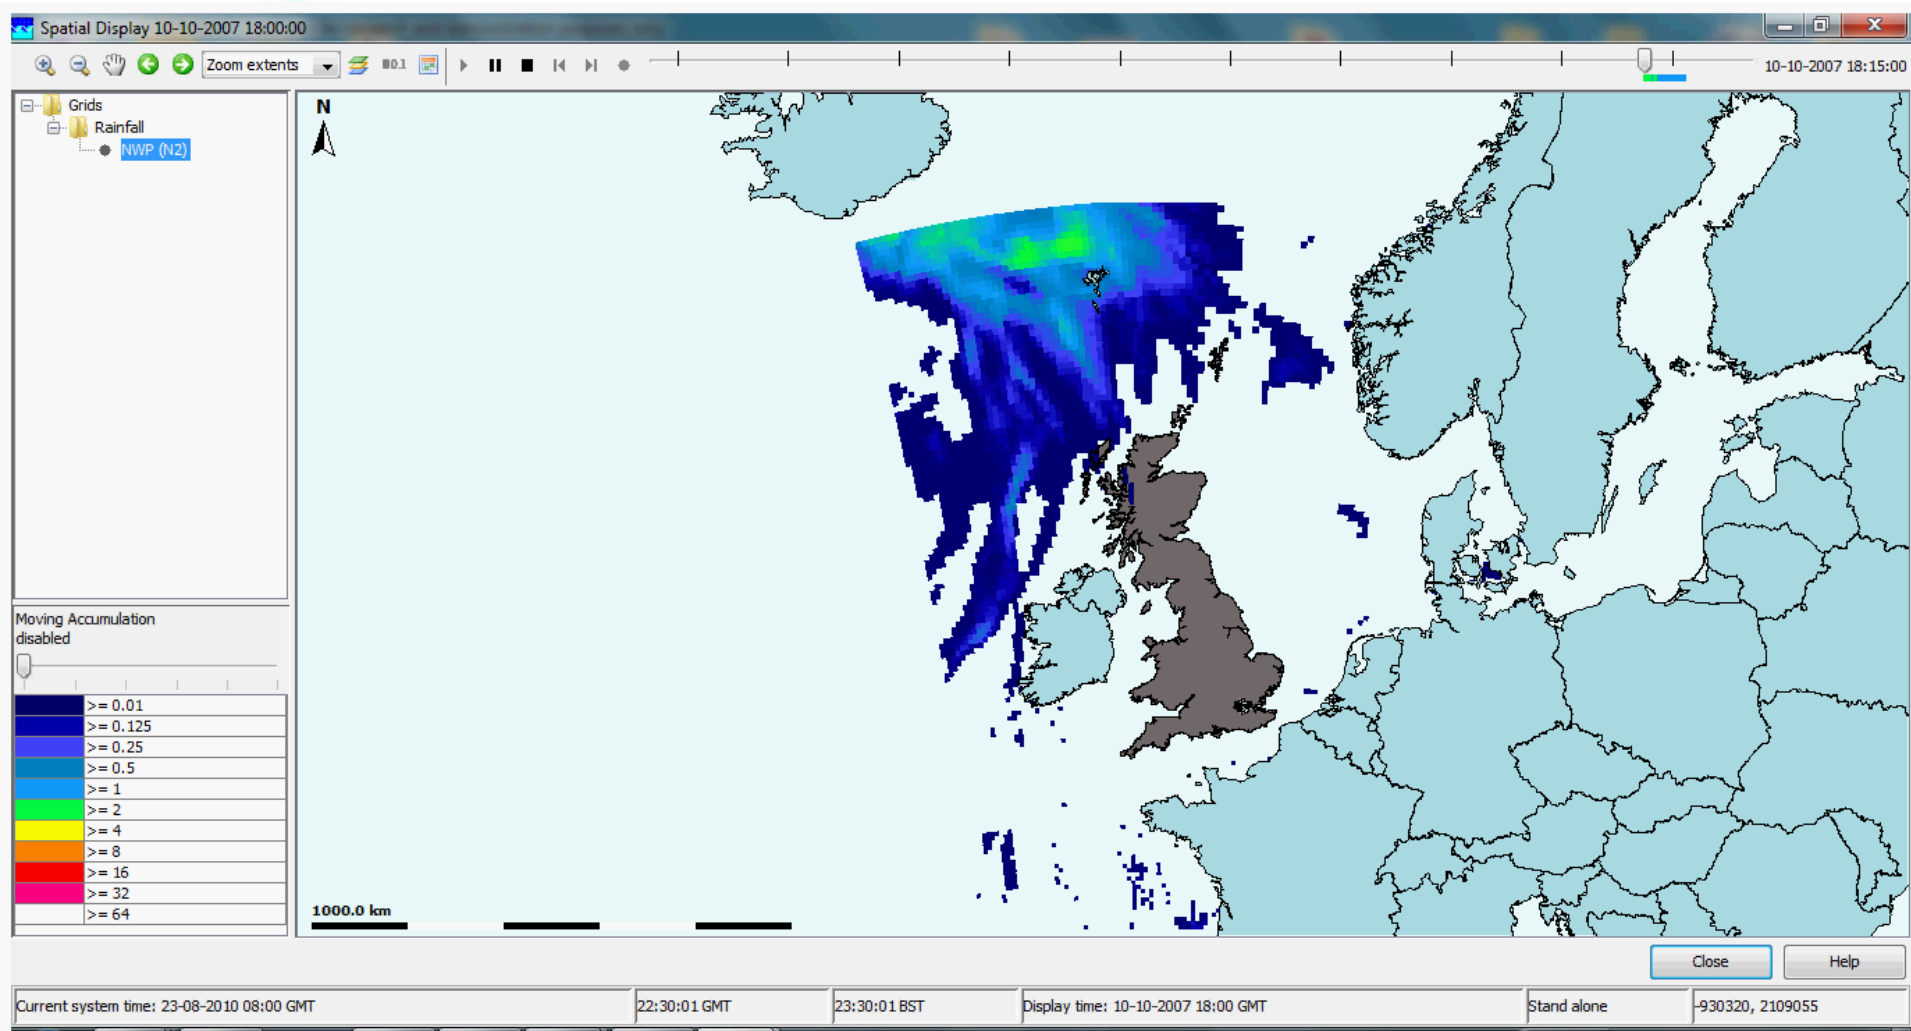 Spatial Display 10-10-2007 18:00:00
Zoom extents
10-10-2007 18:15:00
Grids
Rainfall
NWP (N2)
N
Moving Accumulation
disabled
>= 0.01
>= 0.125
>= 0.25
>= 0.5
>= 1
>= 2
>= 4
>= 8
>= 16
>= 32
>= 64
1000.0 km
Close Help
Current system time: 23-08-2010 08:00 GMT 22:30:01 GMT 23:30:01 BST Display time: 10-10-2007 18:00 GMT Stand alone -930320, 2109055